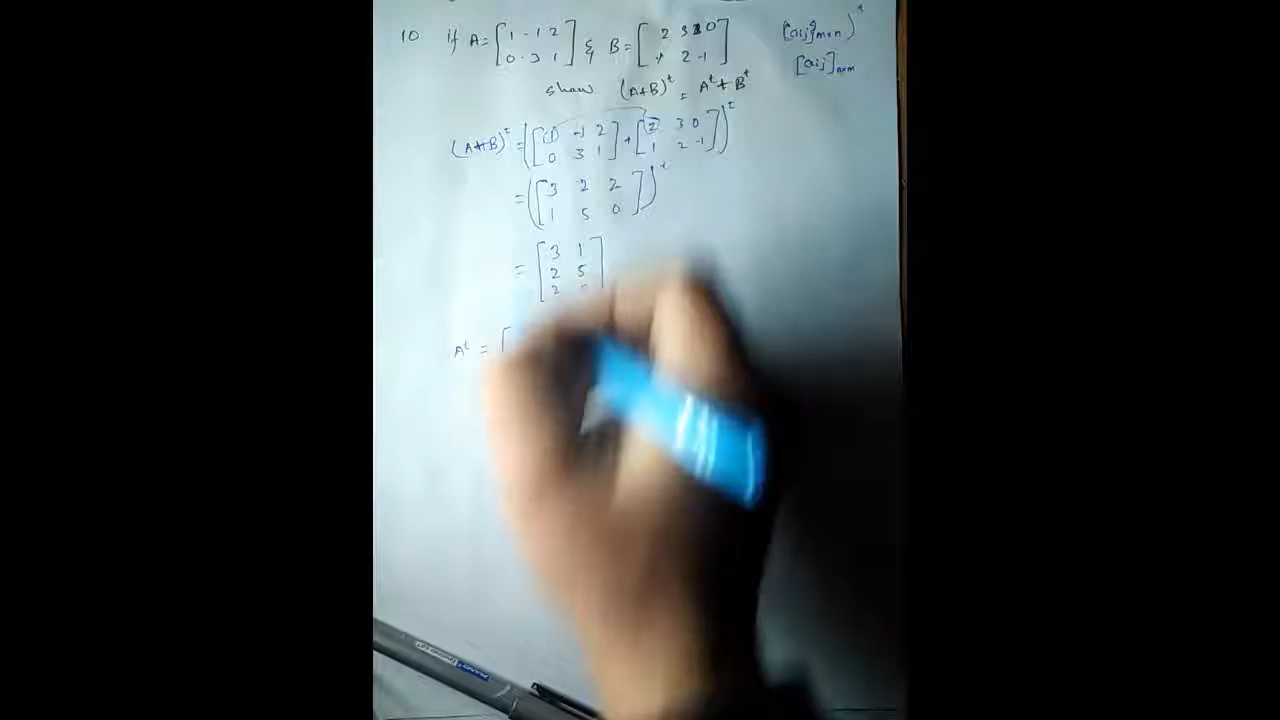 10 if A = [1 -1 2] & B = [2 3 0]
[0 3 1] [1 2 -1]
[aij]m×n)t
[aij]n×m
show (A+B)t = At + Bt
(A+B)t = ([1 -1 2] + [2 3 0])t
[0 3 1] [1 2 -1]
= ([3 2 2])t
[1 5 0]
= [3 1]
[2 5]
[2
At = [